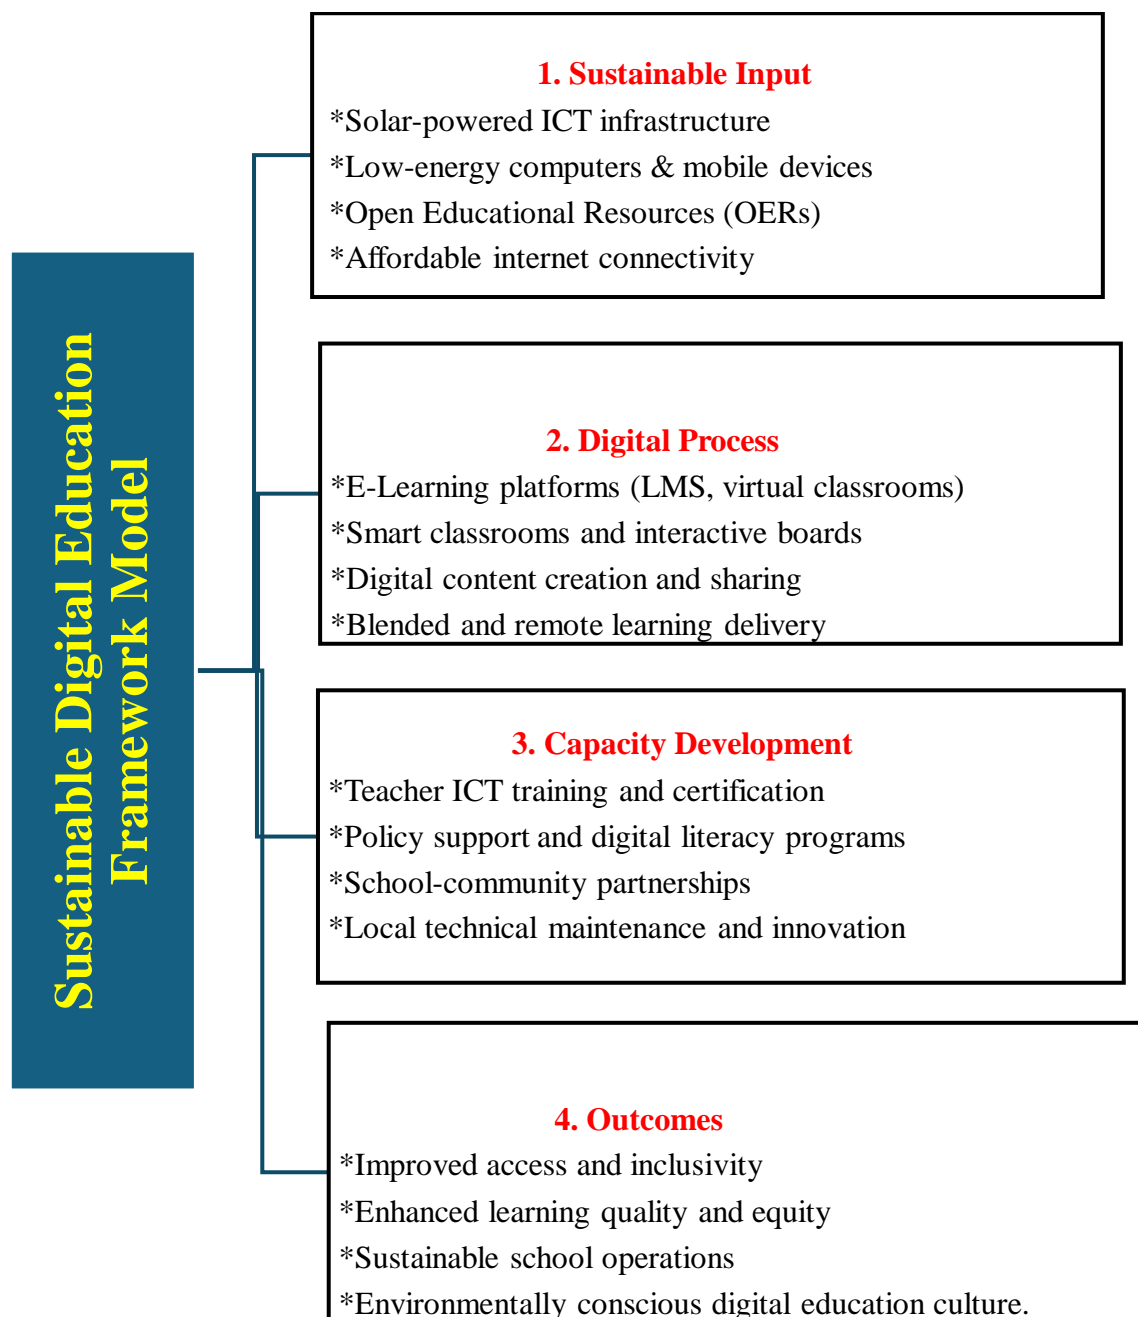 Sustainable Digital Education
Framework Model
1. Sustainable Input
*Solar-powered ICT infrastructure
*Low-energy computers & mobile devices
*Open Educational Resources (OERs)
*Affordable internet connectivity
2. Digital Process
*E-Learning platforms (LMS, virtual classrooms)
*Smart classrooms and interactive boards
*Digital content creation and sharing
*Blended and remote learning delivery
3. Capacity Development
*Teacher ICT training and certification
*Policy support and digital literacy programs
*School-community partnerships
*Local technical maintenance and innovation
4. Outcomes
*Improved access and inclusivity
*Enhanced learning quality and equity
*Sustainable school operations
*Environmentally conscious digital education culture.